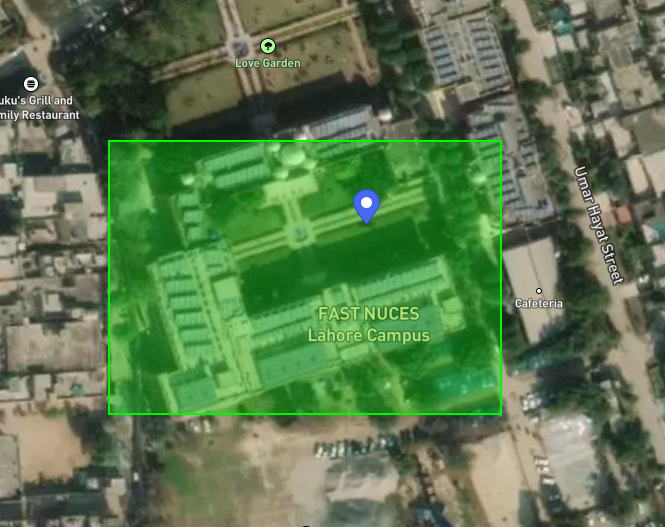 Love Garden
uku's Grill and
mily Restaurant
Umar Hayat Street
Cafeteria
FAST NUCES
Lahore Campus